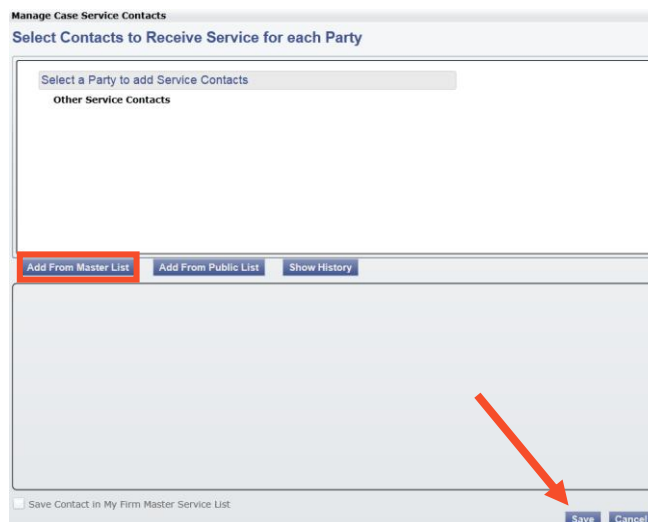 Manage Case Service Contacts
Select Contacts to Receive Service for each Party
Select a Party to add Service Contacts
Other Service Contacts
Add From Master List Add From Public List Show History
Save Contact in My Firm Master Service List
Save Cancel